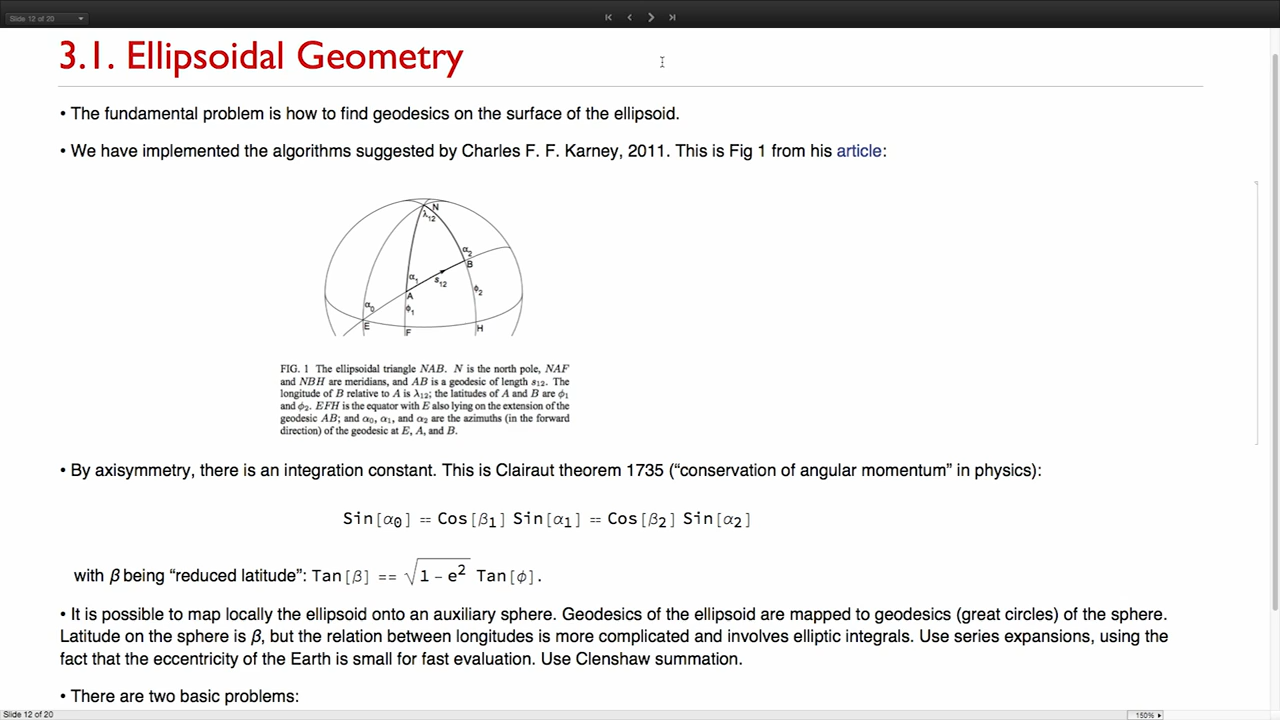 Slide 12 of 20
3.1. Ellipsoidal Geometry
• The fundamental problem is how to find geodesics on the surface of the ellipsoid.
• We have implemented the algorithms suggested by Charles F. F. Karney, 2011. This is Fig 1 from his article:
N
λ12
α2
B
α1
s12
A
ϕ2
α0
ϕ1
E
F
H
FIG. 1 The ellipsoidal triangle NAB. N is the north pole, NAF
and NBH are meridians, and AB is a geodesic of length s12. The
longitude of B relative to A is λ12; the latitudes of A and B are ϕ1
and ϕ2. EFH is the equator with E also lying on the extension of the
geodesic AB; and α0, α1, and α2 are the azimuths (in the forward
direction) of the geodesic at E, A, and B.
• By axisymmetry, there is an integration constant. This is Clairaut theorem 1735 (“conservation of angular momentum” in physics):
Sin[α0] == Cos[β1] Sin[α1] == Cos[β2] Sin[α2]
with β being “reduced latitude”: Tan[β] == √(1 - e²) Tan[ϕ].
• It is possible to map locally the ellipsoid onto an auxiliary sphere. Geodesics of the ellipsoid are mapped to geodesics (great circles) of the sphere.
Latitude on the sphere is β, but the relation between longitudes is more complicated and involves elliptic integrals. Use series expansions, using the
fact that the eccentricity of the Earth is small for fast evaluation. Use Clenshaw summation.
• There are two basic problems:
Slide 12 of 20
150%